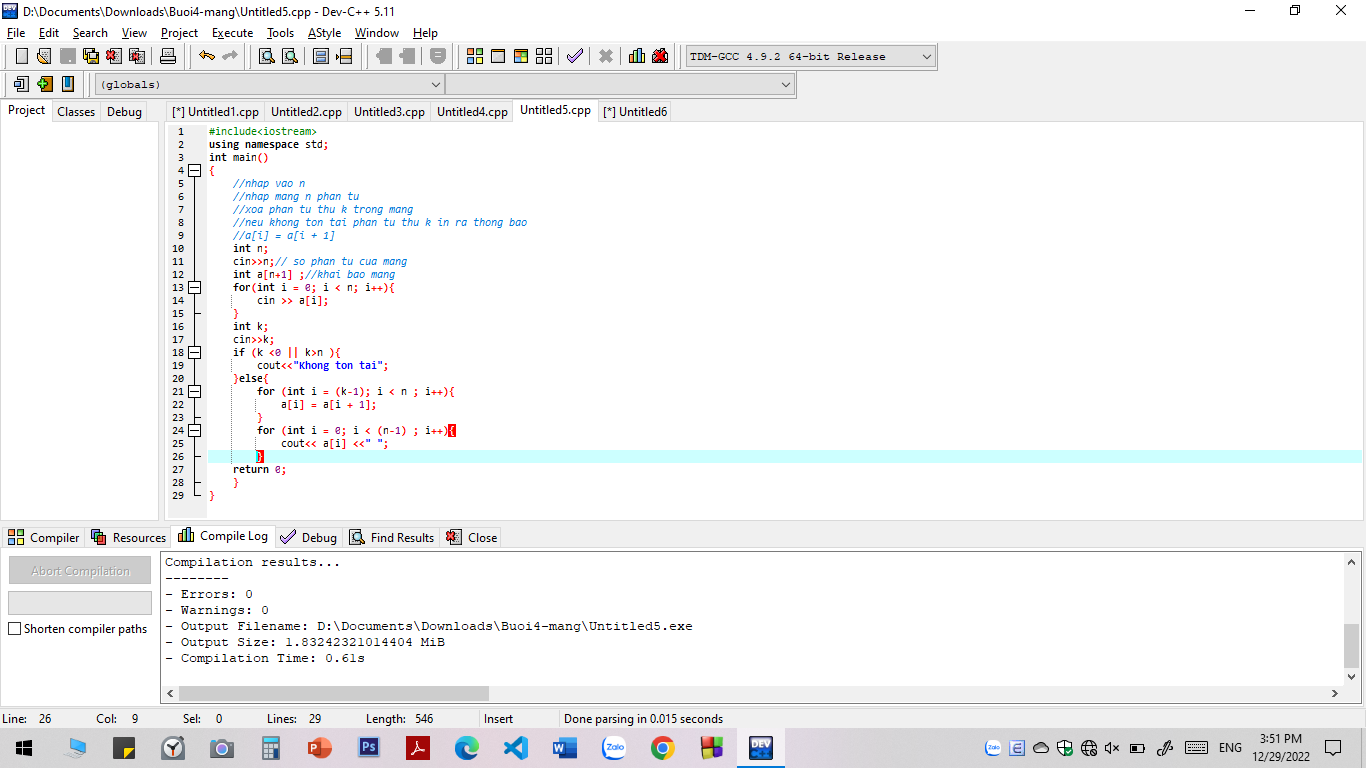 D:\Documents\Downloads\Buoi4-mang\Untitled5.cpp - Dev-C++ 5.11
File Edit Search View Project Execute Tools AStyle Window Help
TDM-GCC 4.9.2 64-bit Release
(globals)
Project Classes Debug [*] Untitled1.cpp Untitled2.cpp Untitled3.cpp Untitled4.cpp Untitled5.cpp [*] Untitled6
1 #include<iostream>
2 using namespace std;
3 int main()
4 {
5 //nhap vao n
6 //nhap mang n phan tu
7 //xoa phan tu thu k trong mang
8 //neu khong ton tai phan tu thu k in ra thong bao
9 //a[i] = a[i + 1]
10 int n;
11 cin>>n;// so phan tu cua mang
12 int a[n+1] ;//khai bao mang
13 for(int i = 0; i < n; i++){
14 cin >> a[i];
15 }
16 int k;
17 cin>>k;
18 if (k <0 || k>n ){
19 cout<<"Khong ton tai";
20 }else{
21 for (int i = (k-1); i < n ; i++){
22 a[i] = a[i + 1];
23 }
24 for (int i = 0; i < (n-1) ; i++){
25 cout<< a[i] <<" ";
26 }
27 return 0;
28 }
29 }
Compiler Resources Compile Log Debug Find Results Close
Abort Compilation
Shorten compiler paths
Compilation results...
--------
- Errors: 0
- Warnings: 0
- Output Filename: D:\Documents\Downloads\Buoi4-mang\Untitled5.exe
- Output Size: 1.83242321014404 MiB
- Compilation Time: 0.61s
Line: 26 Col: 9 Sel: 0 Lines: 29 Length: 546 Insert Done parsing in 0.015 seconds
Zalo
DEV
ENG
3:51 PM
12/29/2022